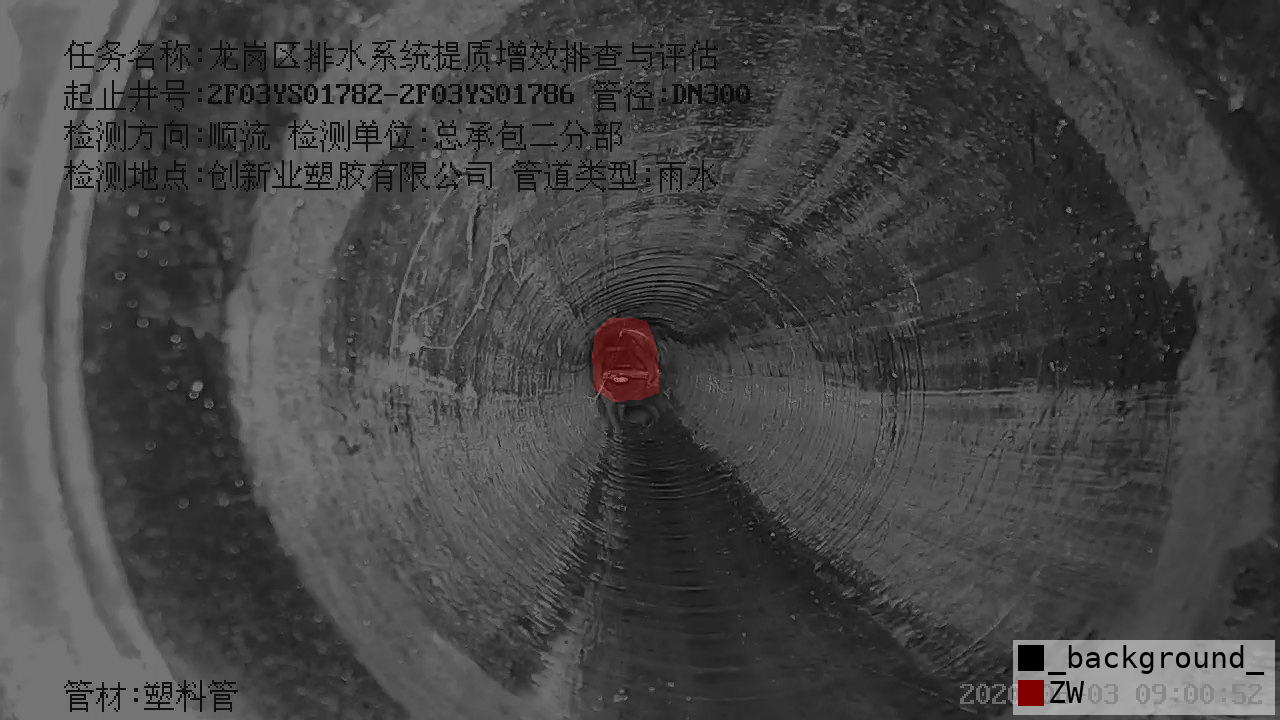 任务名称:龙岗区排水系统提质增效排查与评估
起止井号:2F03YS01782-2F03YS01786 管径:DN300
检测方向:顺流 检测单位:总承包二分部
检测地点:创新业塑胶有限公司 管道类型:雨水
_background_
ZW
管材:塑料管
03 09:00:52